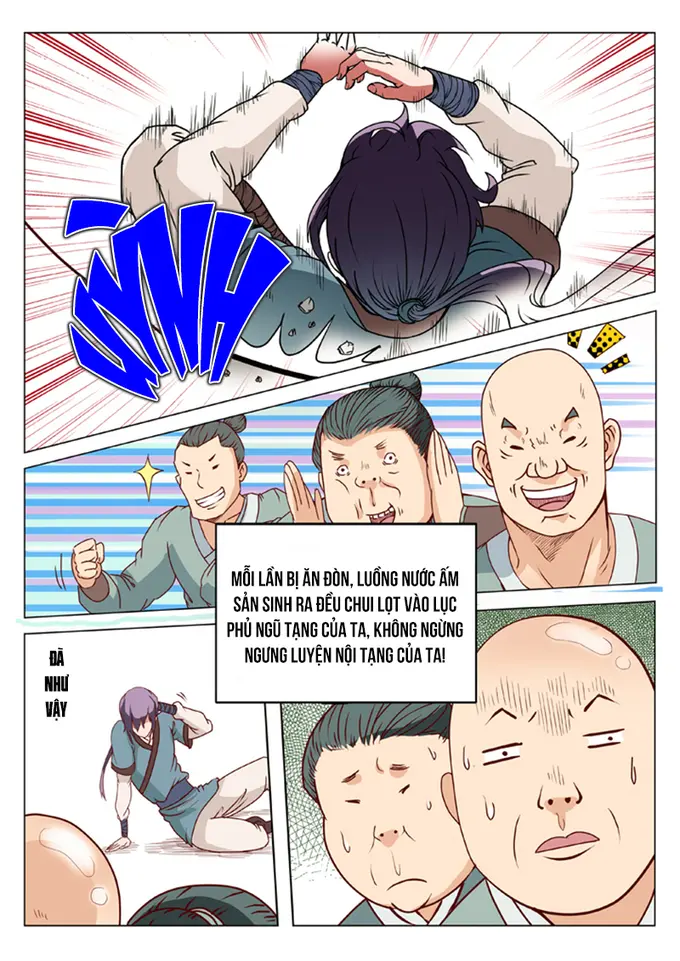 UỲNH
MỖI LẦN BỊ ĂN ĐÒN, LUỒNG NƯỚC ẤM
SẢN SINH RA ĐỀU CHUI LỌT VÀO LỤC
PHỦ NGŨ TẠNG CỦA TA, KHÔNG NGỪNG
NGƯNG LUYỆN NỘI TẠNG CỦA TA!
ĐÃ
NHƯ
VẬY